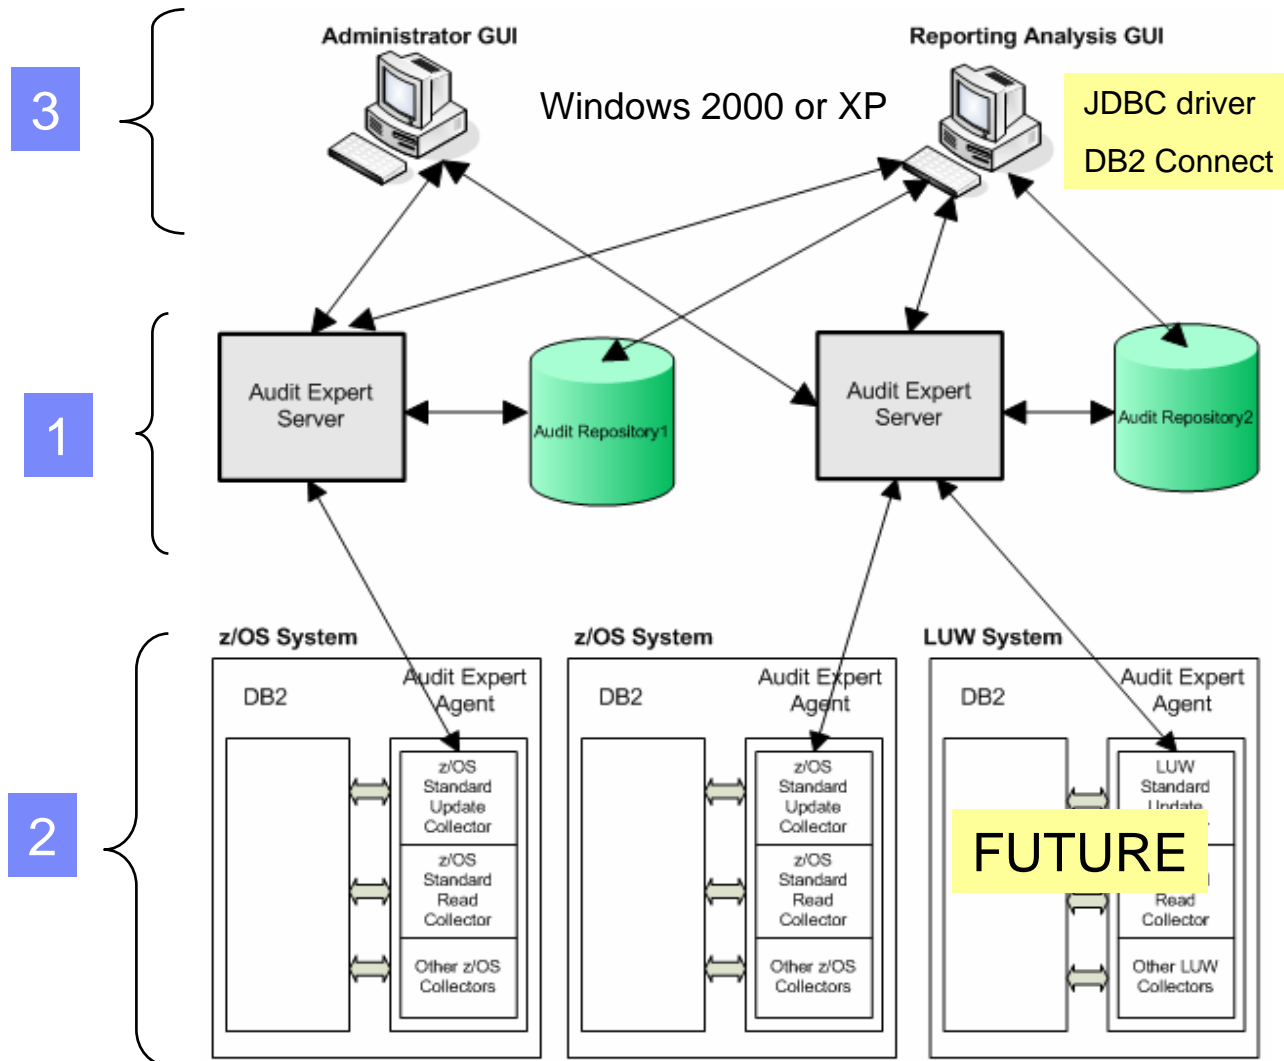 Administrator GUI
Reporting Analysis GUI
3
Windows 2000 or XP
JDBC driver
DB2 Connect
1
Audit Expert
Server
Audit Repository1
Audit Expert
Server
Audit Repository2
2
z/OS System
DB2
Audit Expert
Agent
z/OS
Standard
Update
Collector
z/OS
Standard
Read
Collector
Other z/OS
Collectors
z/OS System
DB2
Audit Expert
Agent
z/OS
Standard
Update
Collector
z/OS
Standard
Read
Collector
Other z/OS
Collectors
LUW System
DB2
Audit Expert
Agent
LUW
Standard
Update
FUTURE
Read
Collector
Other LUW
Collectors